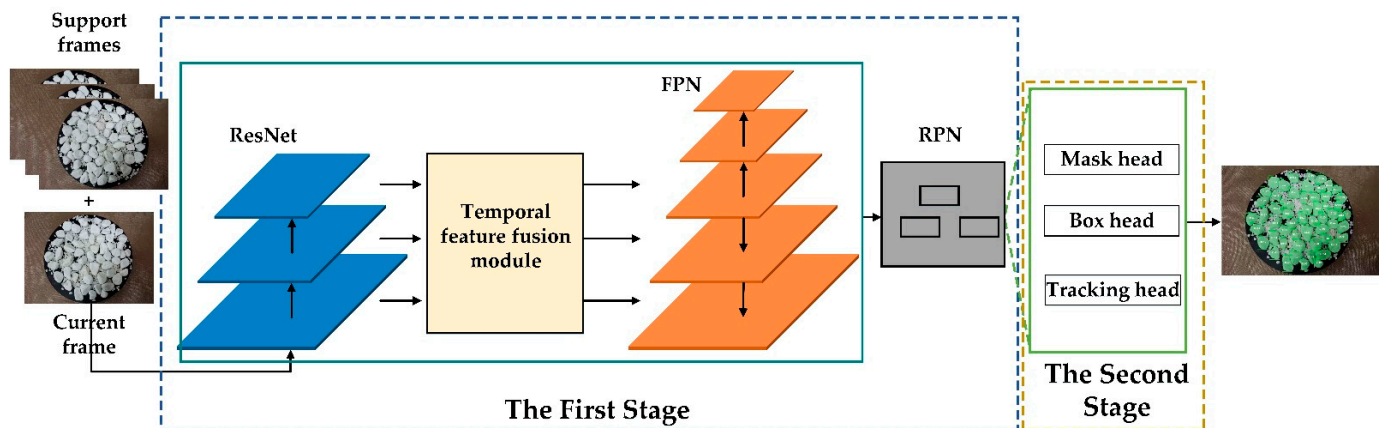 Support
frames
+
Current
frame
ResNet
Temporal
feature fusion
module
FPN
RPN
The First Stage
Mask head
Box head
Tracking head
The Second
Stage